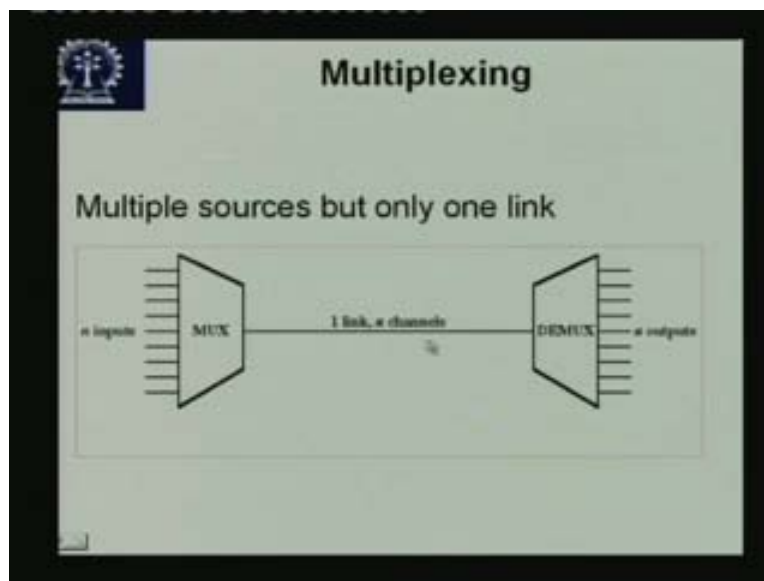 Multiplexing
Multiple sources but only one link
n inputs
MUX
1 link, n channels
DEMUX
n outputs